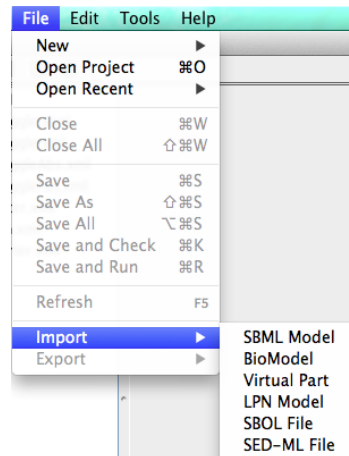 File Edit Tools Help
New ▶
Open Project ⌘O
Open Recent ▶
Close ⌘W
Close All ⇧⌘W
Save ⌘S
Save As ⇧⌘S
Save All ⌥⌘S
Save and Check ⌘K
Save and Run ⌘R
Refresh F5
Import ▶
Export ▶
SBML Model
BioModel
Virtual Part
LPN Model
SBOL File
SED-ML File